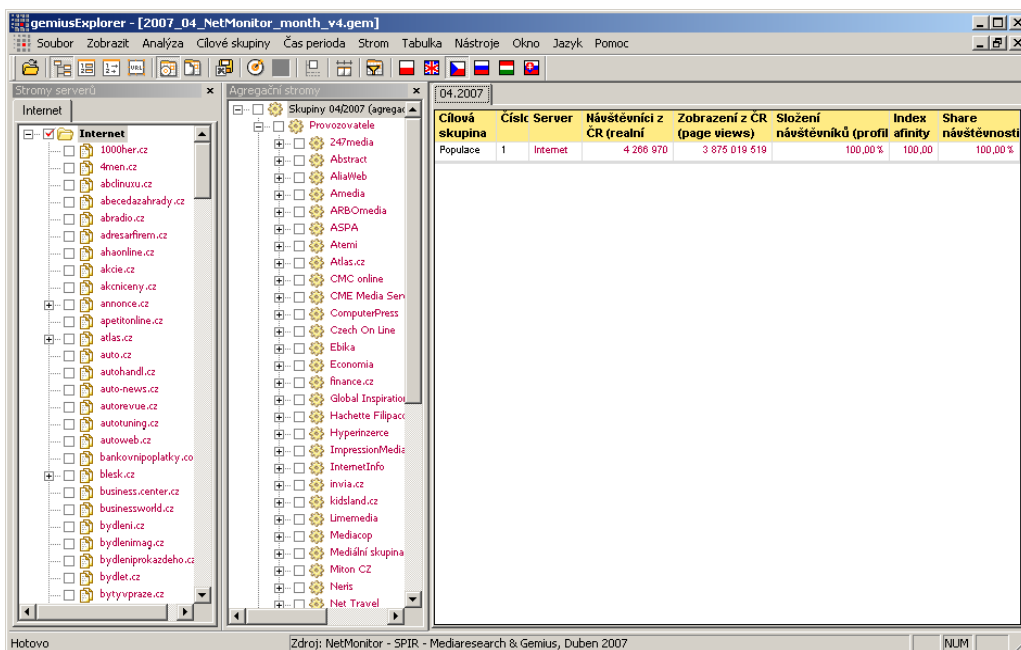 gemiusExplorer - [2007_04_NetMonitor_month_v4.gem]
Soubor Zobrazit Analýza Cílové skupiny Čas perioda Strom Tabulka Nástroje Okno Jazyk Pomoc
Stromy serverů
Internet
Internet
1000her.cz
4men.cz
abclinuxu.cz
abecedazahrady.cz
abradio.cz
adresarfirem.cz
ahaonline.cz
akcie.cz
akcniceny.cz
annonce.cz
apetitonline.cz
atlas.cz
auto.cz
autohandl.cz
auto-news.cz
autorevue.cz
autotuning.cz
autoweb.cz
bankovnipoplatky.co
blesk.cz
business.center.cz
businessworld.cz
bydleni.cz
bydlenimag.cz
bydleniprokazdeho.cz
bydlet.cz
bytyvpraze.cz
Agregační stromy
Skupiny 04/2007 (agregac
Provozovatele
247media
Abstract
AliaWeb
Amedia
ARBOmedia
ASPA
Atemi
Atlas.cz
CMC online
CME Media Serv
ComputerPress
Czech On Line
Ebika
Economia
finance.cz
Global Inspiration
Hachette Filipacc
Hyperinzerce
ImpressionMedia
InternetInfo
invia.cz
kidsland.cz
Limemedia
Mediacop
Mediální skupina
Miton CZ
Neris
Net Travel
04.2007
Cílová skupina Číslo Server Návštěvníci z ČR (realní Zobrazení z ČR (page views) Složení návštěvníků (profil Index afinity Share návštěvnosti
Populace 1 Internet 4 266 970 3 875 019 519 100,00% 100,00 100,00%
Hotovo
Zdroj: NetMonitor - SPIR - Mediaresearch & Gemius, Duben 2007
NUM